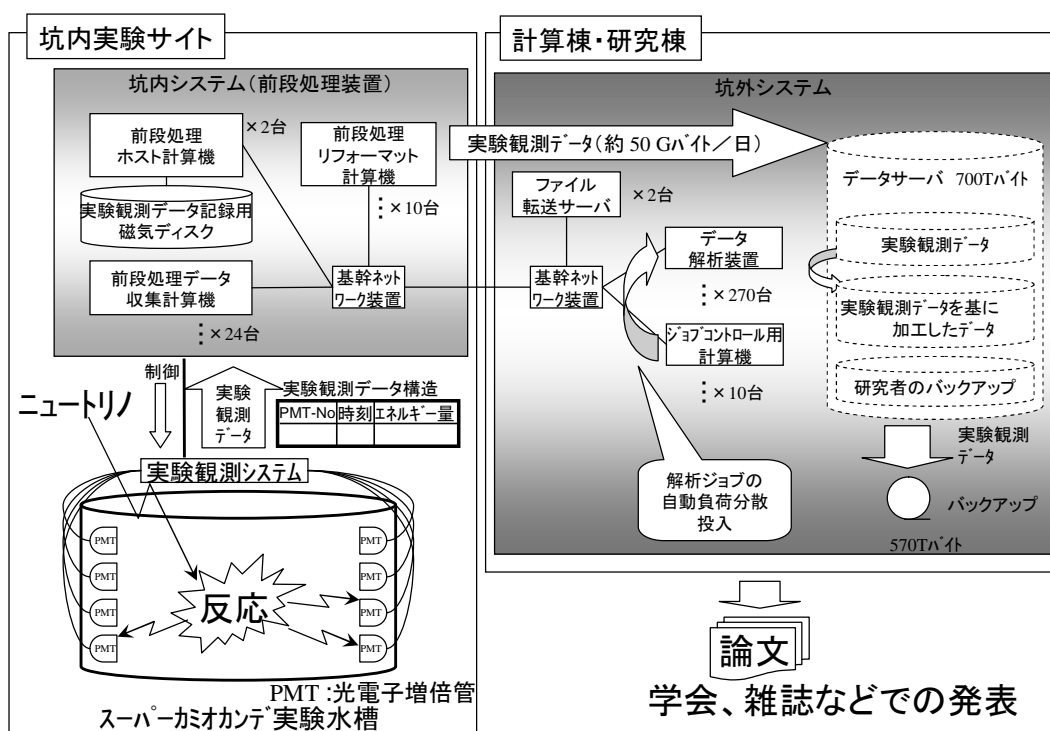 坑内実験サイト
坑内システム(前段処理装置)
前段処理
ホスト計算機
×2台
実験観測データ記録用
磁気ディスク
前段処理
リフォーマット
計算機
⋮×10台
前段処理データ
収集計算機
⋮×24台
基幹ネット
ワーク装置
制御
実験
観測
データ
実験観測データ構造
PMT-No 時刻 エネルギー量
ニュートリノ
実験観測システム
PMT
PMT
PMT
PMT
PMT
PMT
PMT
PMT
反応
PMT:光電子増倍管
スーパーカミオカンデ実験水槽
計算棟・研究棟
坑外システム
実験観測データ(約50 Gバイト/日)
ファイル
転送サーバ
×2台
基幹ネット
ワーク装置
データ
解析装置
⋮×270台
ジョブコントロール用
計算機
⋮×10台
解析ジョブの
自動負荷分散
投入
データサーバ 700Tバイト
実験観測データ
実験観測データを基に
加工したデータ
研究者のバックアップ
実験観測
データ
バックアップ
570Tバイト
論文
学会、雑誌などでの発表